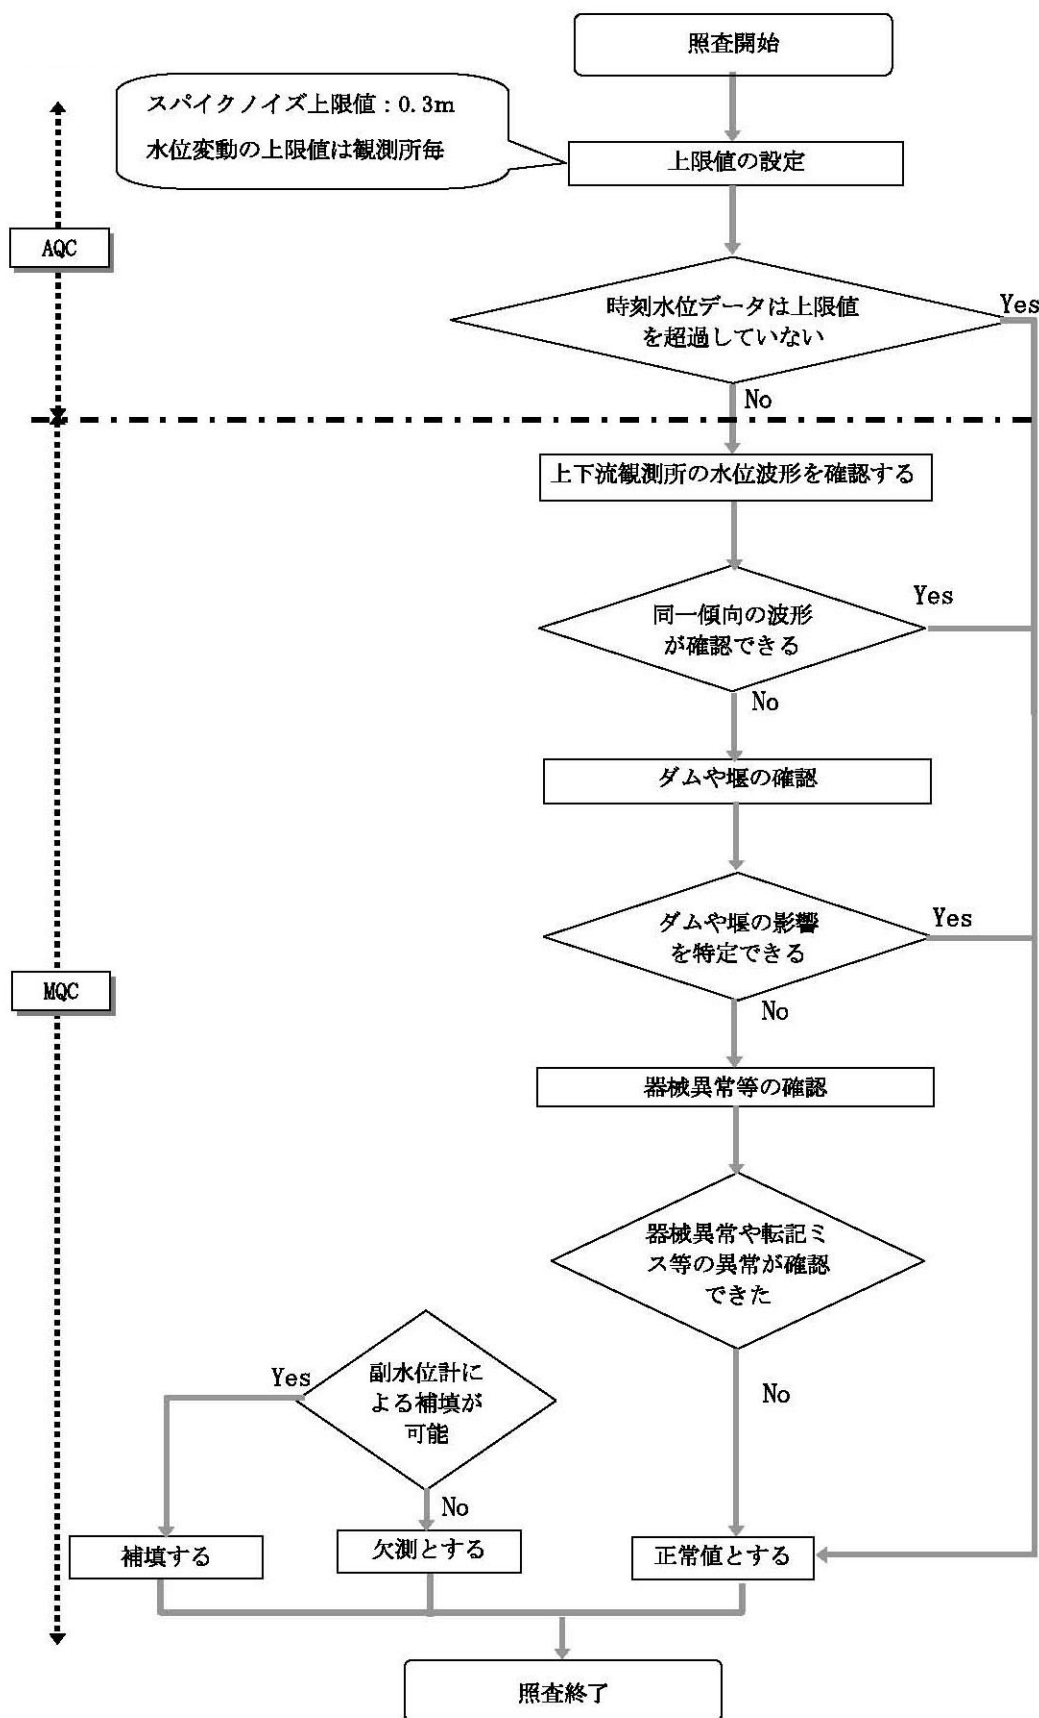 照査開始
スパイクノイズ上限値：0.3m
水位変動の上限値は観測所毎
上限値の設定
AQC
時刻水位データは上限値
を超過していない
Yes
No
上下流観測所の水位波形を確認する
同一傾向の波形
が確認できる
Yes
No
ダムや堰の確認
ダムや堰の影響
を特定できる
Yes
No
MQC
器械異常等の確認
器械異常や転記ミ
ス等の異常が確認
できた
No
副水位計に
よる補填が
可能
Yes
No
補填する
欠測とする
正常値とする
照査終了